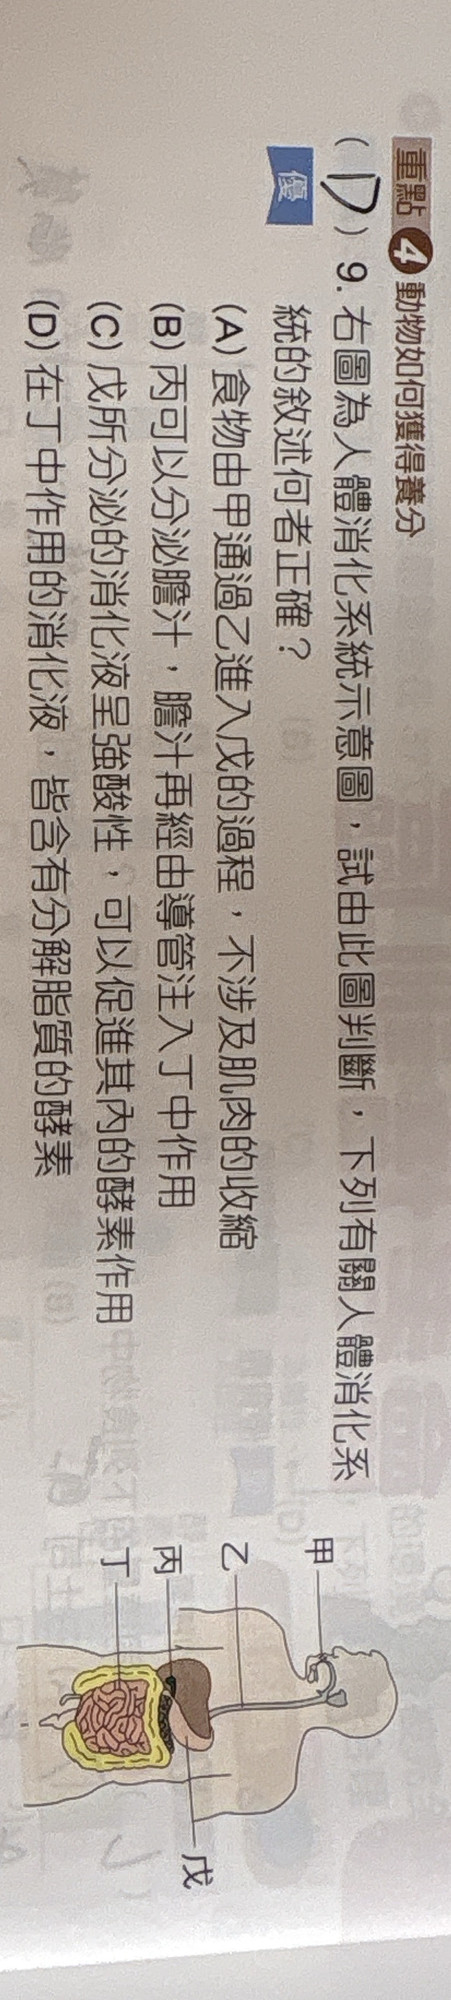 重點 4 動物如何獲得養分
( D ) 9. 右圖為人體消化系統示意圖，試由此圖判斷，下列有關人體消化系
優 統的敘述何者正確？
(A) 食物由甲通過乙進入戊的過程，不涉及肌肉的收縮
(B) 丙可以分泌膽汁，膽汁再經由導管注入丁中作用
(C) 戊所分泌的消化液呈強酸性，可以促進其內的酵素作用
(D) 在丁中作用的消化液，皆含有分解脂質的酵素
甲
乙
丙
丁
戊